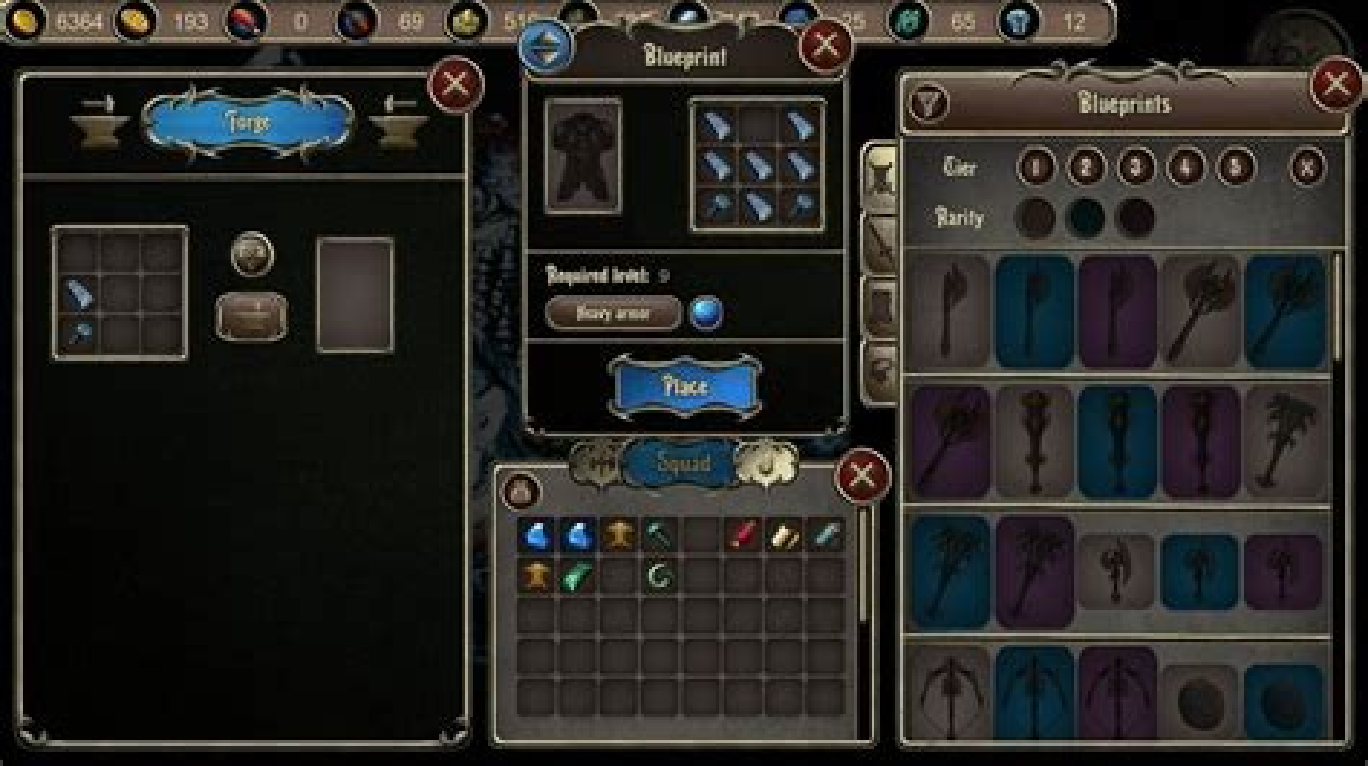 6364 193 0 69 65 12
Forge
Blueprint
Required level: 9
Heavy armor
Place
Squad
Blueprints
Tier 1 2 3 4 5 X
Rarity